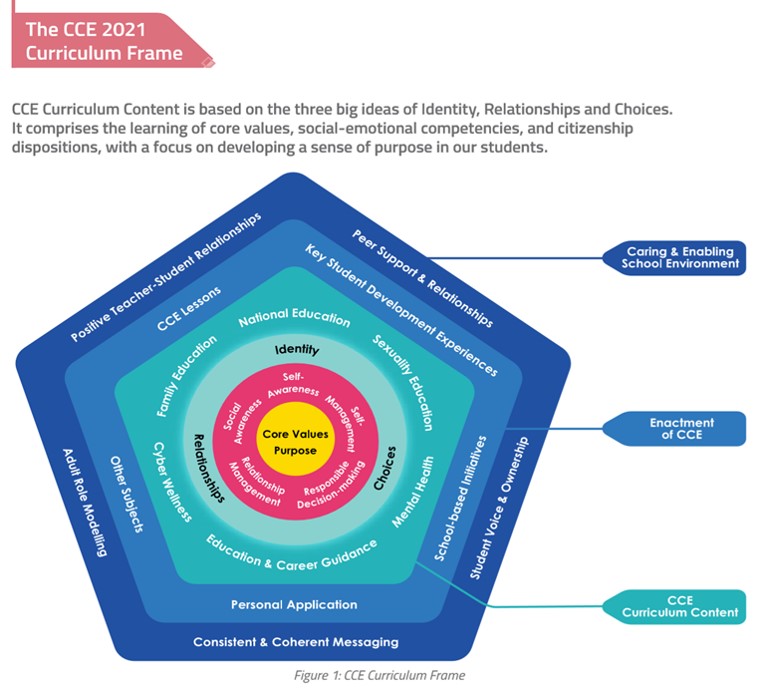 The CCE 2021
Curriculum Frame
CCE Curriculum Content is based on the three big ideas of Identity, Relationships and Choices.
It comprises the learning of core values, social-emotional competencies, and citizenship
dispositions, with a focus on developing a sense of purpose in our students.
Positive Teacher-Student Relationships
Peer Support & Relationships
Student Voice & Ownership
Consistent & Coherent Messaging
Adult Role Modelling
CCE Lessons
Key Student Development Experiences
School-based Initiatives
Personal Application
Other Subjects
National Education
Sexuality Education
Mental Health
Education & Career Guidance
Cyber Wellness
Family Education
Identity
Choices
Relationships
Self-
Awareness
Self-
Management
Responsible
Decision-making
Relationship
Management
Social
Awareness
Core Values
Purpose
Caring & Enabling
School Environment
Enactment
of CCE
CCE
Curriculum Content
Figure 1: CCE Curriculum Frame